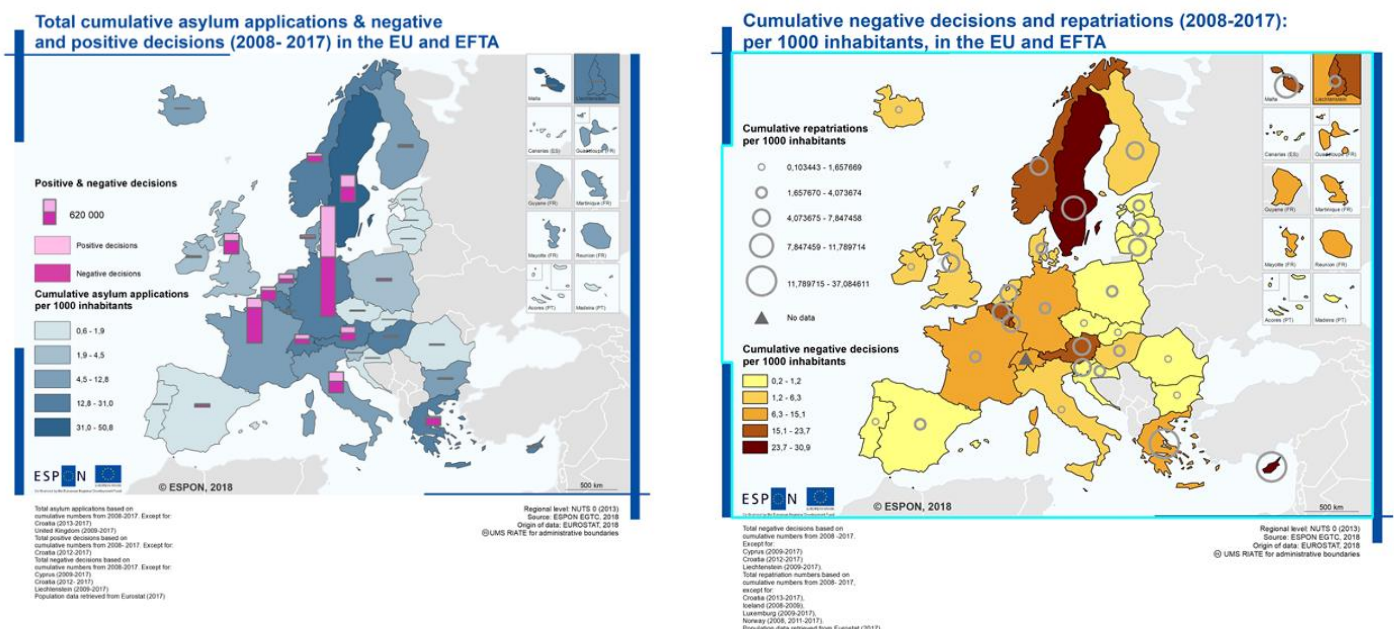 Total cumulative asylum applications & negative
and positive decisions (2008- 2017) in the EU and EFTA
Malta
Liechtenstein
Canarias (ES)
Guadeloupe (FR)
Guyane (FR)
Martinique (FR)
Mayotte (FR)
Reunion (FR)
Acores (PT)
Madeira (PT)
Positive & negative decisions
620 000
Positive decisions
Negative decisions
Cumulative asylum applications
per 1000 inhabitants
0,6 - 1,9
1,9 - 4,5
4,5 - 12,8
12,8 - 31,0
31,0 - 50,8
ESPON
© ESPON, 2018
500 km
Total asylum applications based on
cumulative numbers from 2008-2017. Except for:
Croatia (2013-2017)
United Kingdom (2009-2017)
Total positive decisions based on
cumulative numbers from 2008- 2017. Except for:
Croatia (2012-2017)
Total negative decisions based on
cumulative numbers from 2008-2017. Except for:
Cyprus (2009-2017)
Croatia (2012- 2017)
Liechtenstein (2009-2017)
Population data retrieved from Eurostat (2017)
Regional level: NUTS 0 (2013)
Source: ESPON EGTC, 2018
Origin of data: EUROSTAT, 2018
© UMS RIATE for administrative boundaries
Cumulative negative decisions and repatriations (2008-2017):
per 1000 inhabitants, in the EU and EFTA
Malta
Liechtenstein
Canarias (ES)
Guadeloupe (FR)
Guyane (FR)
Martinique (FR)
Mayotte (FR)
Reunion (FR)
Acores (PT)
Madeira (PT)
Cumulative repatriations
per 1000 inhabitants
0,103443 - 1,657669
1,657670 - 4,073674
4,073675 - 7,847458
7,847459 - 11,789714
11,789715 - 37,084611
No data
Cumulative negative decisions
per 1000 inhabitants
0,2 - 1,2
1,2 - 6,3
6,3 - 15,1
15,1 - 23,7
23,7 - 30,9
ESPON
© ESPON, 2018
500 km
Total negative decisions based on
cumulative numbers from 2008 -2017.
Except for:
Cyprus (2009-2017)
Croatia (2012-2017)
Liechtenstein (2009-2017).
Total repatriation numbers based on
cumulative numbers from 2008- 2017,
except for:
Croatia (2013-2017),
Iceland (2008-2009),
Luxemburg (2009-2017),
Norway (2008, 2011-2017).
Population data retrieved from Eurostat (2017)
Regional level: NUTS 0 (2013)
Source: ESPON EGTC, 2018
Origin of data: EUROSTAT, 2018
© UMS RIATE for administrative boundaries